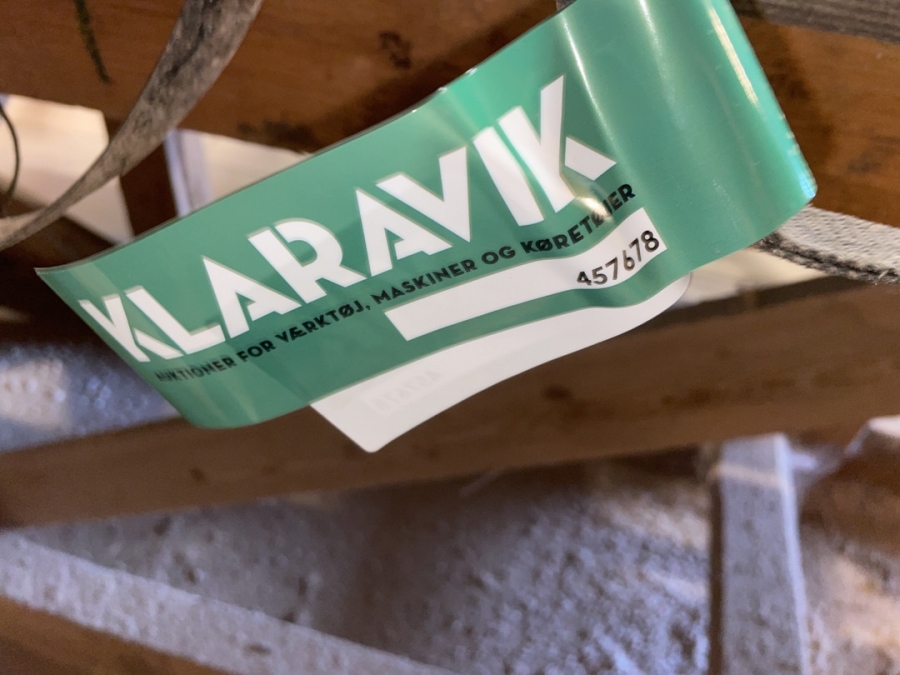 KLARAVIK
AUKTIONER FOR VÆRKTØJ, MASKINER OG KØRETØJER
457678